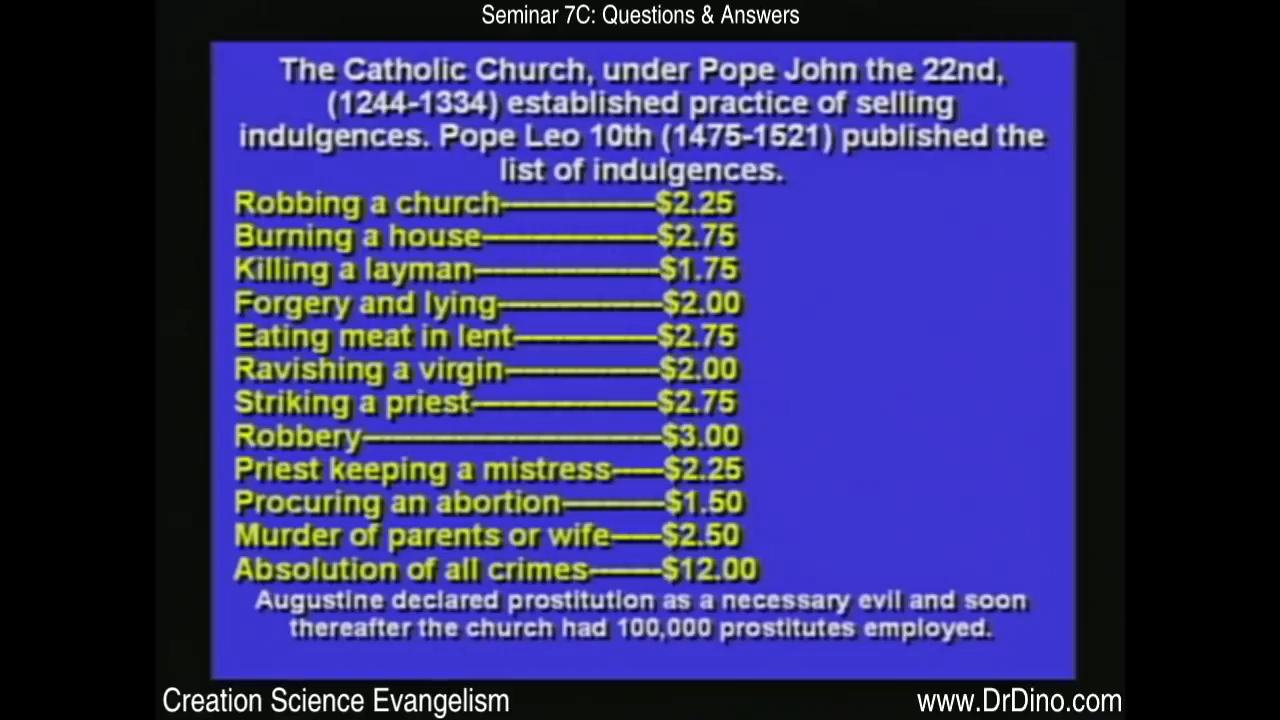 Seminar 7C: Questions & Answers
The Catholic Church, under Pope John the 22nd,
(1244-1334) established practice of selling
indulgences. Pope Leo 10th (1475-1521) published the
list of indulgences.
Robbing a church————$2.25
Burning a house————$2.75
Killing a layman————$1.75
Forgery and lying————$2.00
Eating meat in lent————$2.75
Ravishing a virgin————$2.00
Striking a priest————$2.75
Robbery————————$3.00
Priest keeping a mistress——$2.25
Procuring an abortion———$1.50
Murder of parents or wife——$2.50
Absolution of all crimes——$12.00
Augustine declared prostitution as a necessary evil and soon
thereafter the church had 100,000 prostitutes employed.
Creation Science Evangelism
www.DrDino.com